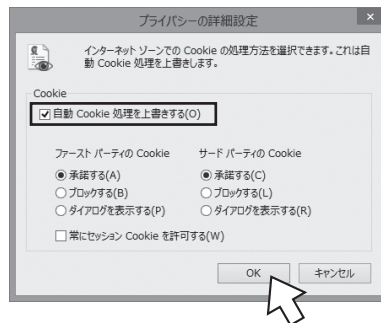 プライバシーの詳細設定
×
インターネット ゾーンでの Cookie の処理方法を選択できます。これは自
動 Cookie 処理を上書きします。
Cookie
自動 Cookie 処理を上書きする(O)
ファースト パーティの Cookie サード パーティの Cookie
承諾する(A) 承諾する(C)
ブロックする(B) ブロックする(L)
ダイアログを表示する(P) ダイアログを表示する(R)
常にセッション Cookie を許可する(W)
OK キャンセル